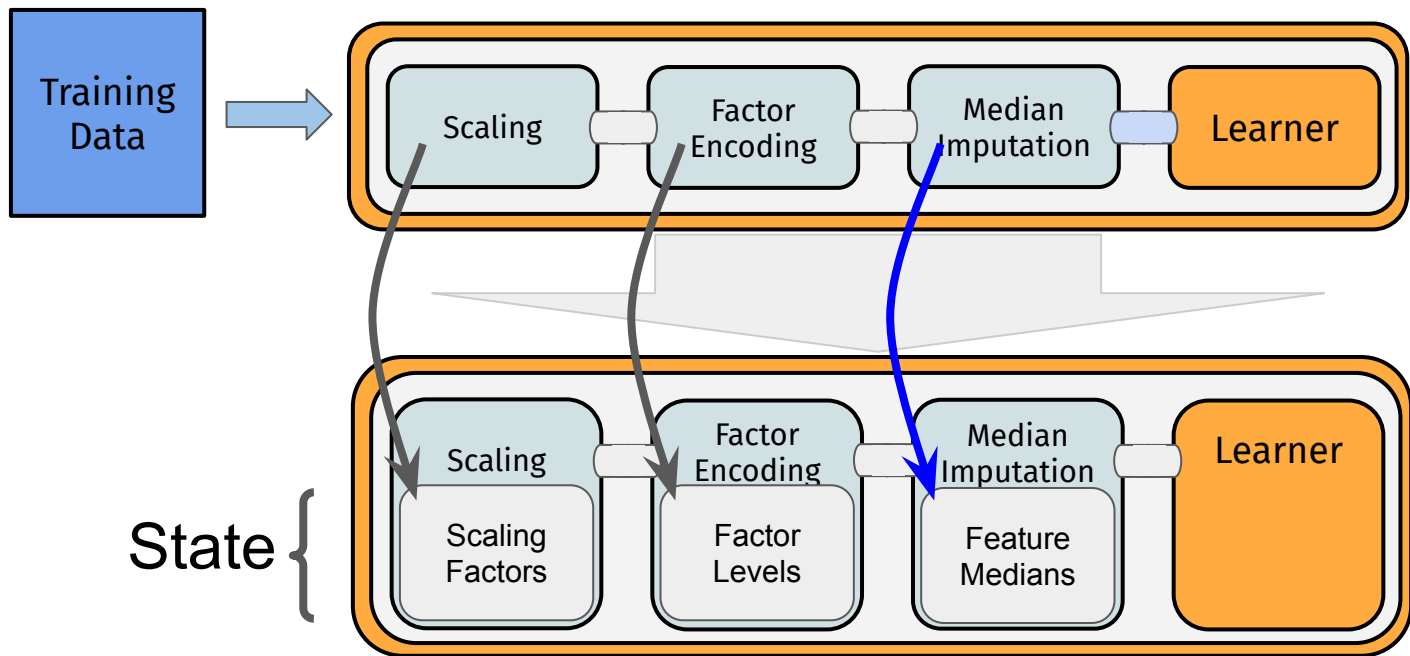 Training
Data
Scaling
Factor
Encoding
Median
Imputation
Learner
Scaling
Factor
Encoding
Median
Imputation
Learner
State
Scaling
Factors
Factor
Levels
Feature
Medians